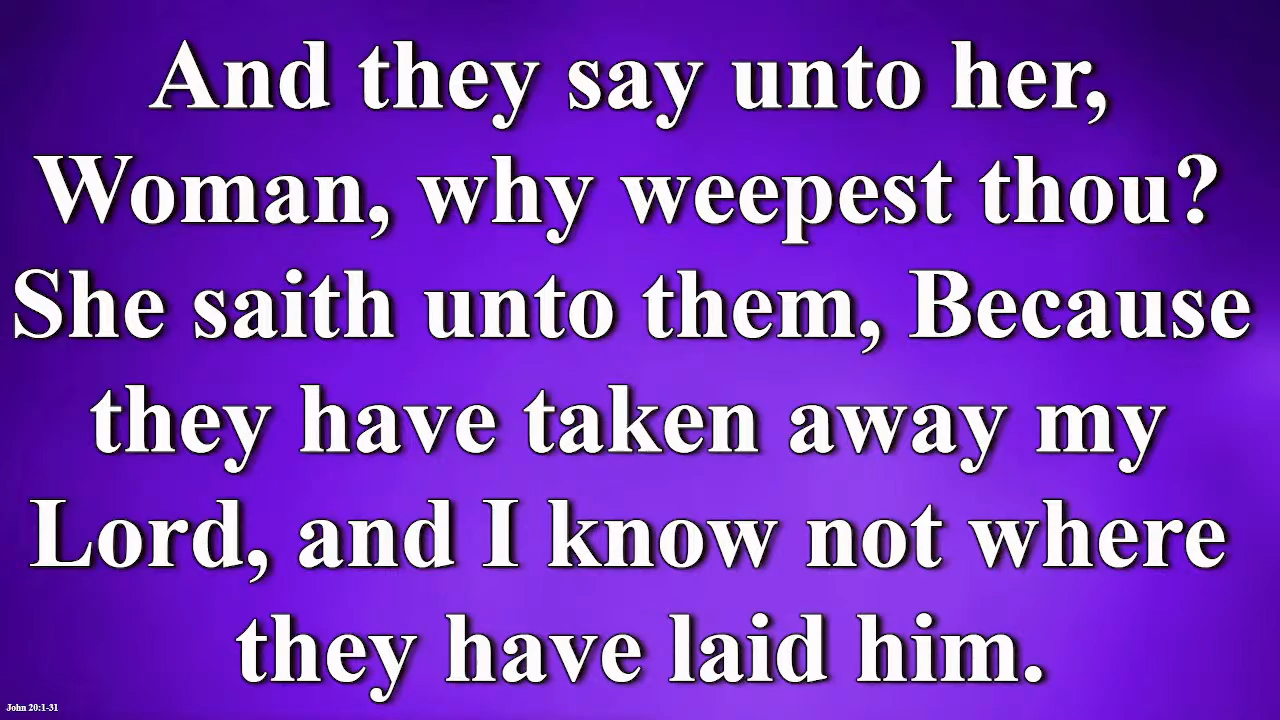 And they say unto her,
Woman, why weepest thou?
She saith unto them, Because
they have taken away my
Lord, and I know not where
they have laid him.
John 20:1-31